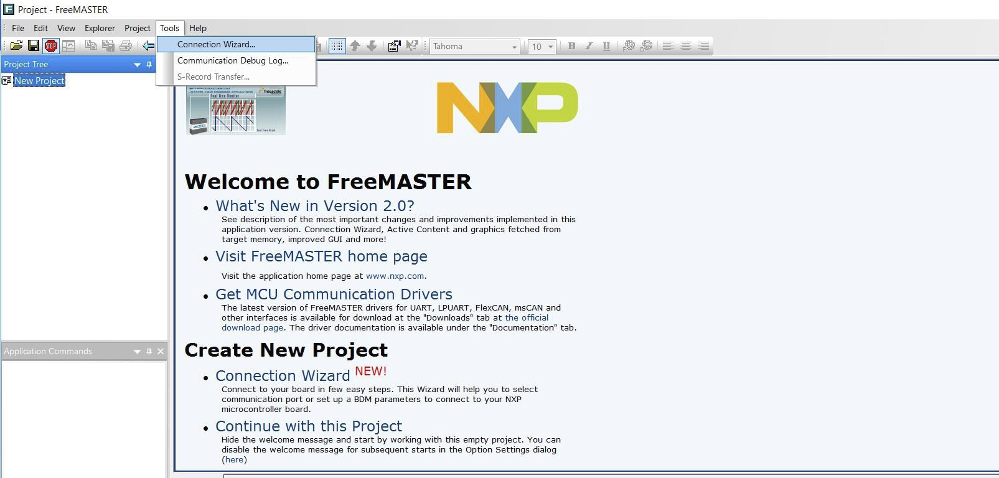 Project - FreeMASTER
File Edit View Explorer Project Tools Help
STOP
Tahoma 10 B I U
Connection Wizard...
Communication Debug Log...
S-Record Transfer...
Project Tree
New Project
freescale
Real Time Monitor
NXP
Welcome to FreeMASTER
What's New in Version 2.0?
See description of the most important changes and improvements implemented in this
application version. Connection Wizard, Active Content and graphics fetched from
target memory, improved GUI and more!
Visit FreeMASTER home page
Visit the application home page at www.nxp.com.
Get MCU Communication Drivers
The latest version of FreeMASTER drivers for UART, LPUART, FlexCAN, msCAN and
other interfaces is available for download at the "Downloads" tab at the official
download page. The driver documentation is available under the "Documentation" tab.
Create New Project
Connection Wizard NEW!
Connect to your board in few easy steps. This Wizard will help you to select
communication port or set up a BDM parameters to connect to your NXP
microcontroller board.
Continue with this Project
Hide the welcome message and start by working with this empty project. You can
disable the welcome message for subsequent starts in the Option Settings dialog
(here)
Application Commands